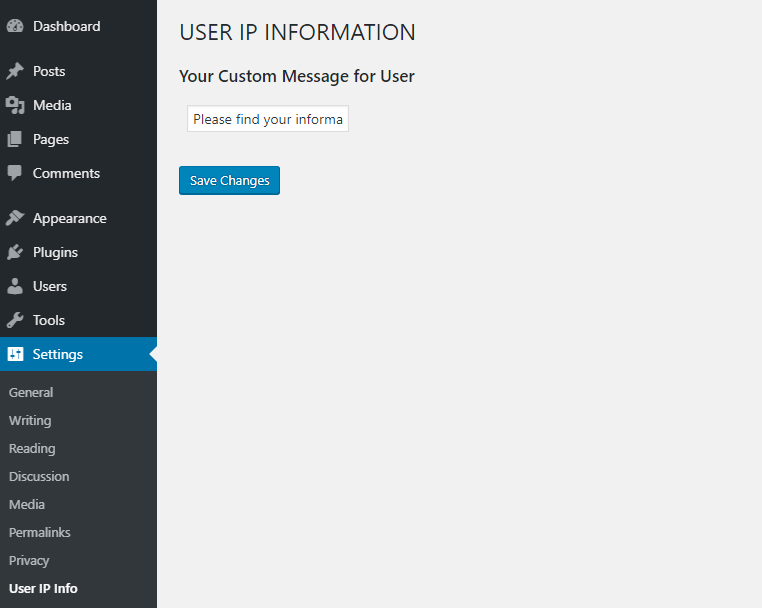 Dashboard
Posts
Media
Pages
Comments
Appearance
Plugins
Users
Tools
Settings
General
Writing
Reading
Discussion
Media
Permalinks
Privacy
User IP Info
USER IP INFORMATION
Your Custom Message for User
Please find your informa
Save Changes